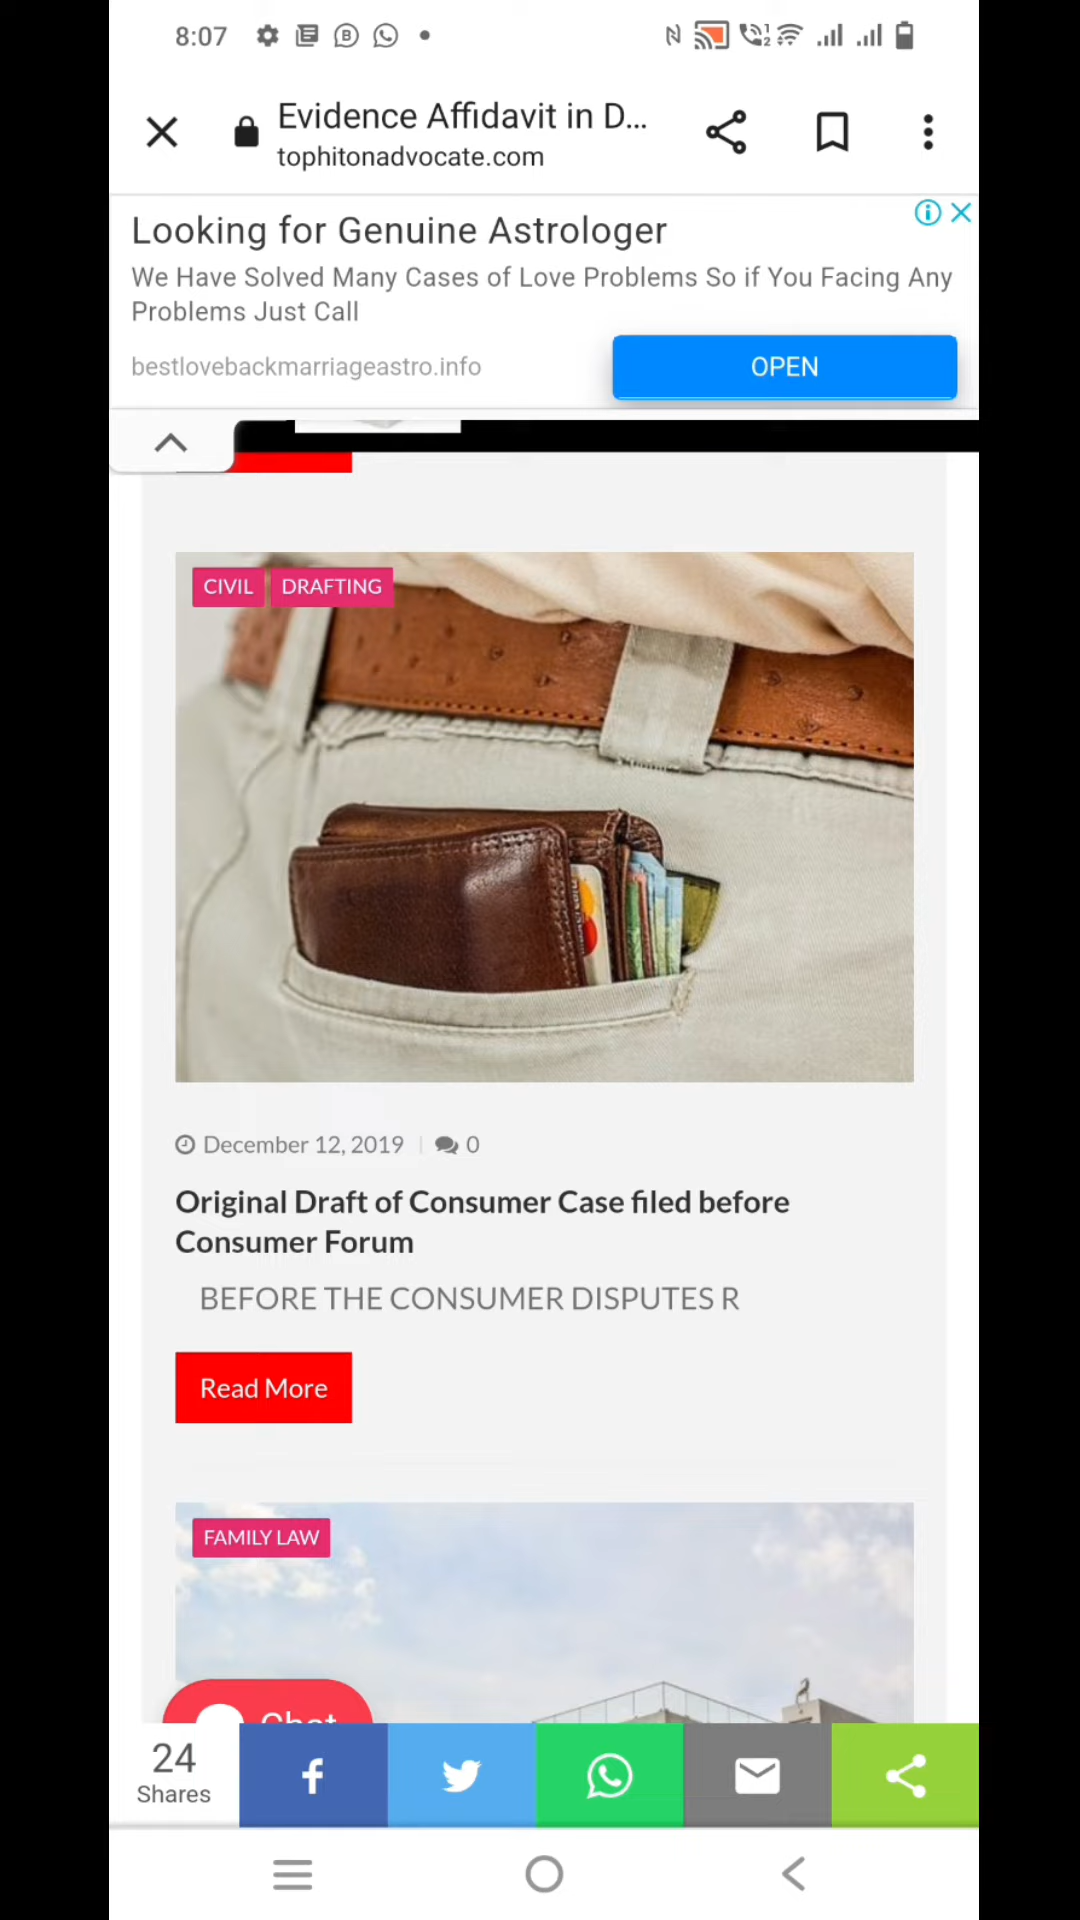 8:07
Evidence Affidavit in D...
tophitonadvocate.com
Looking for Genuine Astrologer
We Have Solved Many Cases of Love Problems So if You Facing Any
Problems Just Call
bestlovebackmarriageastro.info
OPEN
CIVIL DRAFTING
December 12, 2019 | 0
Original Draft of Consumer Case filed before
Consumer Forum
BEFORE THE CONSUMER DISPUTES R
Read More
FAMILY LAW
Chat
24
Shares